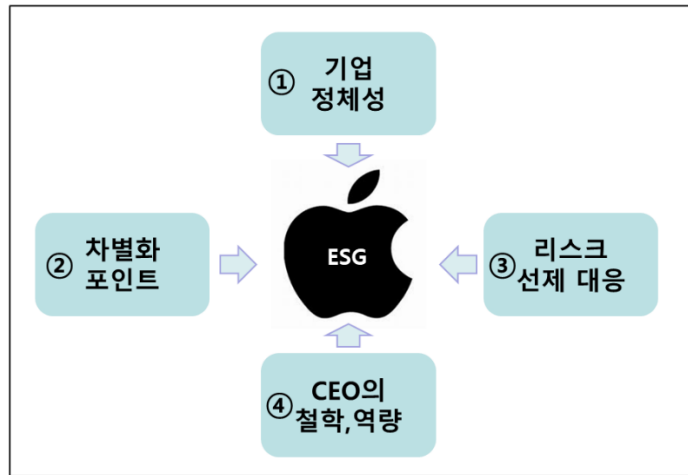 ① 기업
정체성
② 차별화
포인트
ESG
③ 리스크
선제 대응
④ CEO의
철학,역량